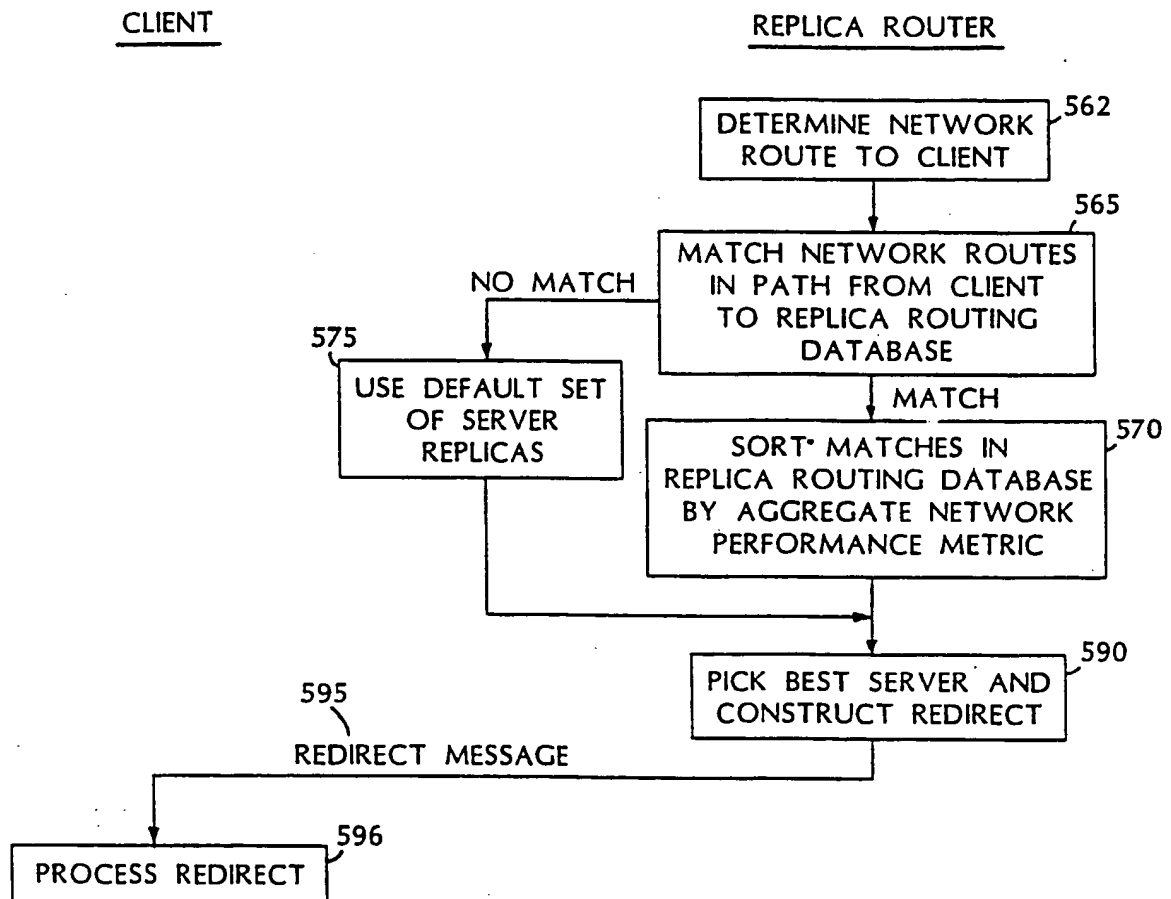 CLIENT
REPLICA ROUTER
562
DETERMINE NETWORK
ROUTE TO CLIENT
565
MATCH NETWORK ROUTES
IN PATH FROM CLIENT
TO REPLICA ROUTING
DATABASE
NO MATCH
575
USE DEFAULT SET
OF SERVER
REPLICAS
MATCH
570
SORT MATCHES IN
REPLICA ROUTING DATABASE
BY AGGREGATE NETWORK
PERFORMANCE METRIC
590
PICK BEST SERVER AND
CONSTRUCT REDIRECT
595
REDIRECT MESSAGE
596
PROCESS REDIRECT